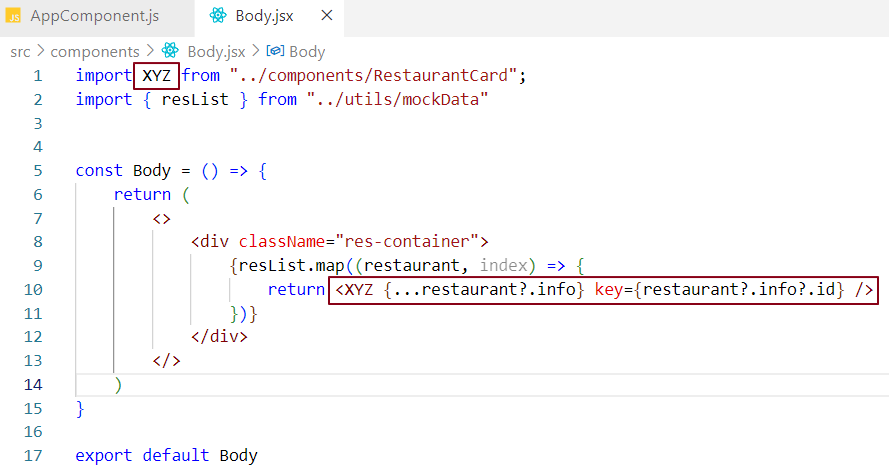 JS AppComponent.js
Body.jsx ×
src > components > Body.jsx > Body
1 import XYZ from "../components/RestaurantCard";
2 import { resList } from "../utils/mockData"
3
4
5 const Body = () => {
6 return (
7 <>
8 <div className="res-container">
9 {resList.map((restaurant, index) => {
10 return <XYZ {...restaurant?.info} key={restaurant?.info?.id} />
11 })}
12 </div>
13 </>
14 )
15 }
16
17 export default Body